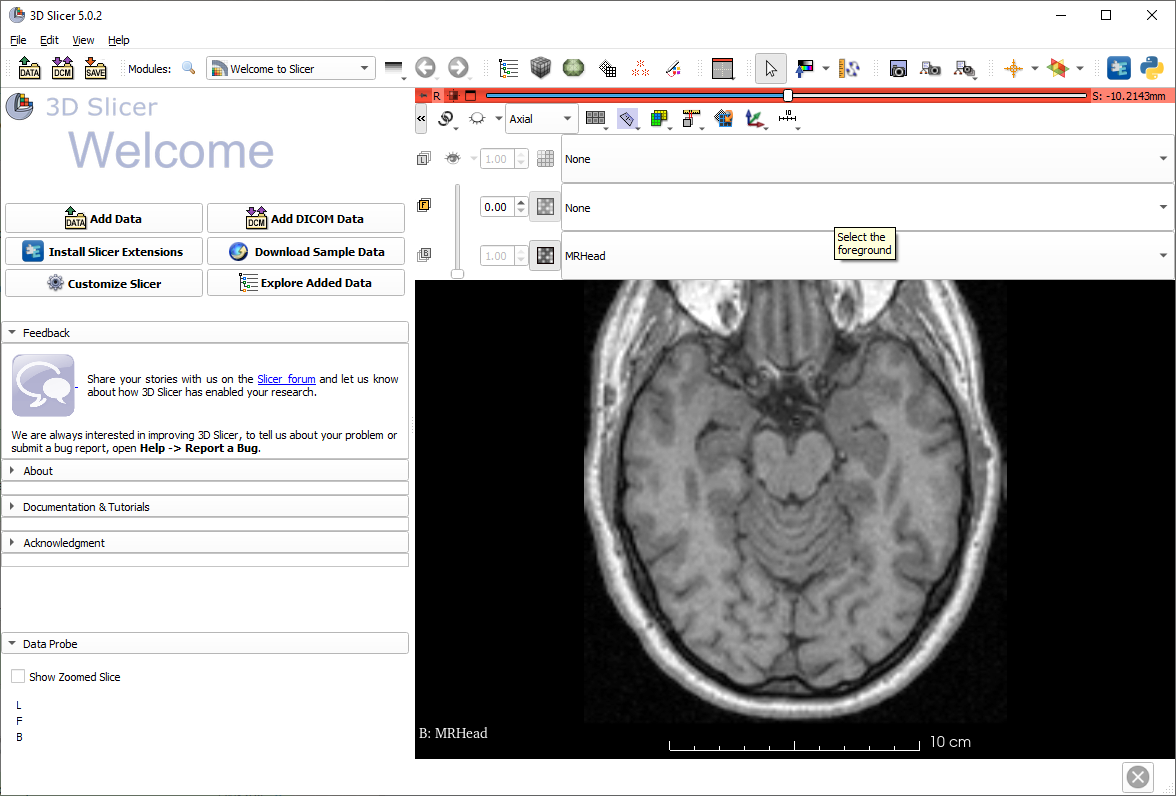 3D Slicer 5.0.2
File Edit View Help
DATA DCM SAVE Modules: Welcome to Slicer
3D Slicer
Welcome
DATA Add Data
DCM Add DICOM Data
Install Slicer Extensions
Download Sample Data
Customize Slicer
Explore Added Data
Feedback
Share your stories with us on the Slicer forum and let us know
about how 3D Slicer has enabled your research.
We are always interested in improving 3D Slicer, to tell us about your problem or
submit a bug report, open Help -> Report a Bug.
About
Documentation & Tutorials
Acknowledgment
Data Probe
Show Zoomed Slice
L
F
B
R S: -10.2143mm
« Axial 10
L 1.00 None
F 0.00 None
Select the
foreground
B 1.00 MRHead
B: MRHead
10 cm